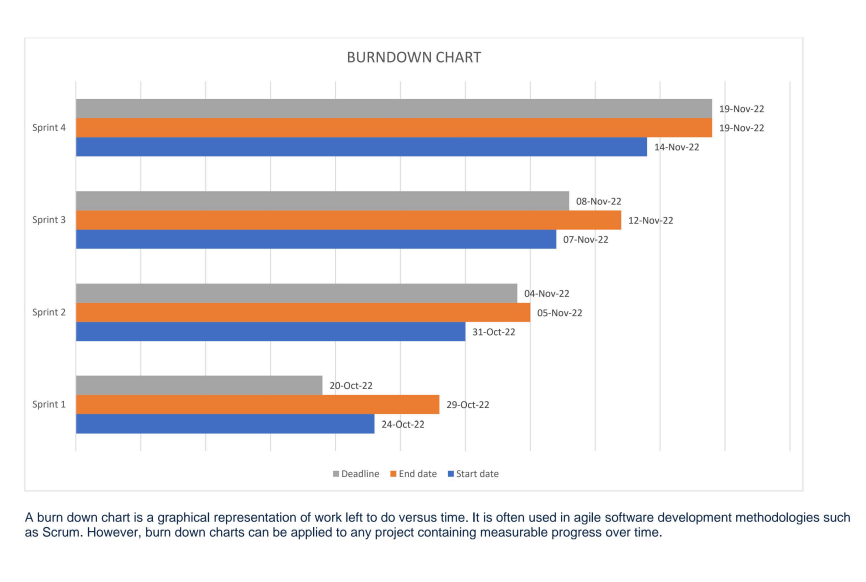 BURNDOWN CHART
19-Nov-22
Sprint 4
19-Nov-22
14-Nov-22
08-Nov-22
Sprint 3
12-Nov-22
07-Nov-22
04-Nov-22
Sprint 2
05-Nov-22
31-Oct-22
20-Oct-22
Sprint 1
29-Oct-22
24-Oct-22
Deadline End date Start date
A burn down chart is a graphical representation of work left to do versus time. It is often used in agile software development methodologies such
as Scrum. However, burn down charts can be applied to any project containing measurable progress over time.